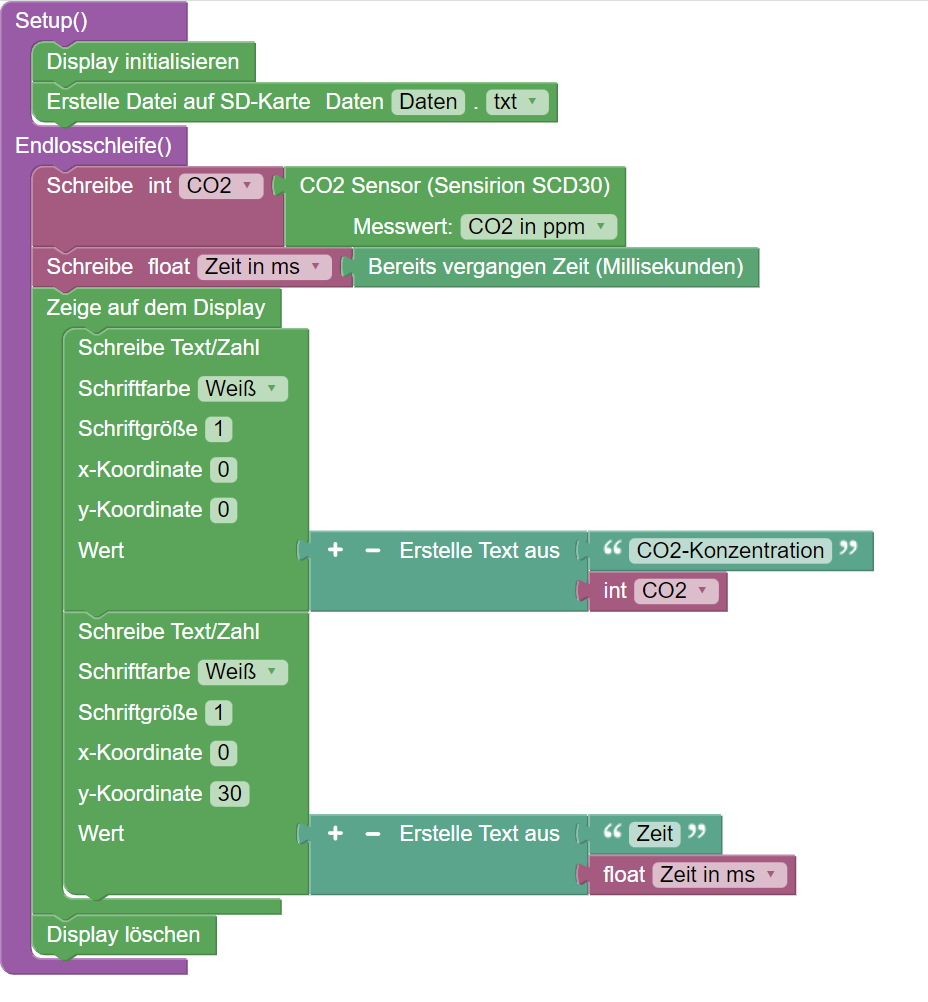 Setup()
Display initialisieren
Erstelle Datei auf SD-Karte Daten Daten . txt
Endlosschleife()
Schreibe int CO2 CO2 Sensor (Sensirion SCD30)
Messwert: CO2 in ppm
Schreibe float Zeit in ms Bereits vergangen Zeit (Millisekunden)
Zeige auf dem Display
Schreibe Text/Zahl
Schriftfarbe Weiß
Schriftgröße 1
x-Koordinate 0
y-Koordinate 0
Wert + − Erstelle Text aus “ CO2-Konzentration ”
int CO2
Schreibe Text/Zahl
Schriftfarbe Weiß
Schriftgröße 1
x-Koordinate 0
y-Koordinate 30
Wert + − Erstelle Text aus “ Zeit ”
float Zeit in ms
Display löschen